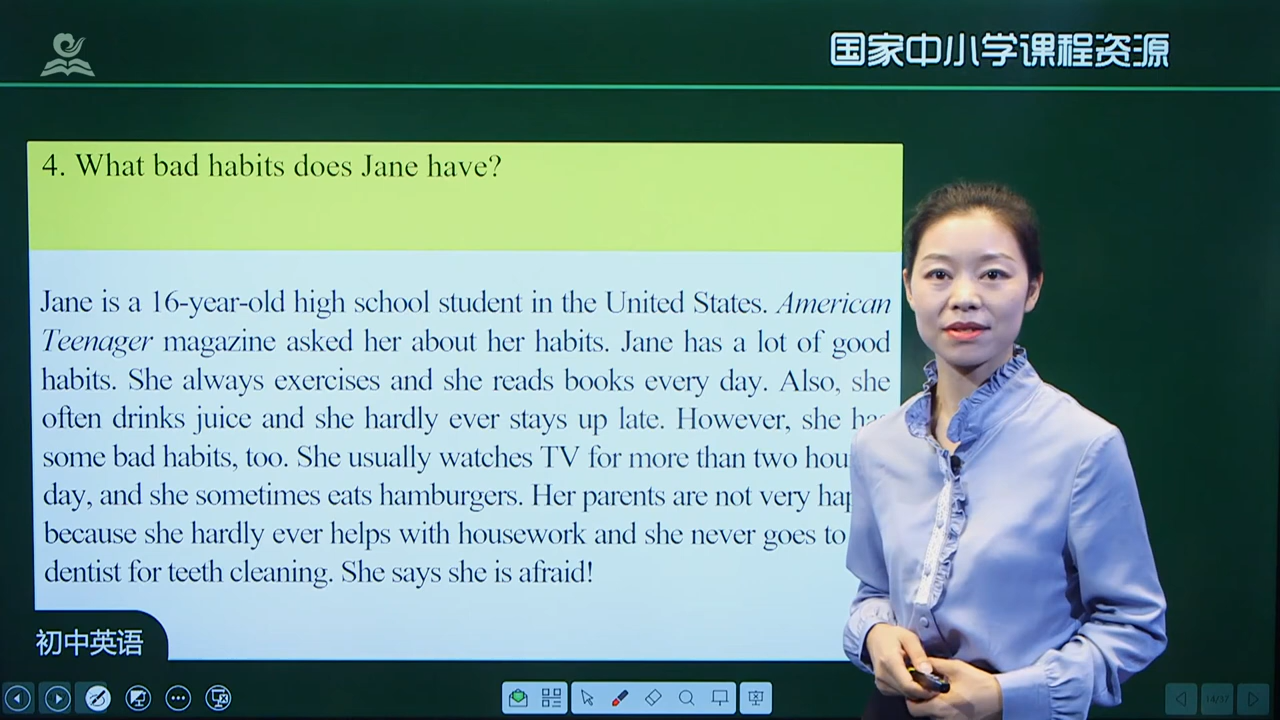 国家中小学课程资源
4. What bad habits does Jane have?
Jane is a 16-year-old high school student in the United States. American
Teenager magazine asked her about her habits. Jane has a lot of good
habits. She always exercises and she reads books every day. Also, she
often drinks juice and she hardly ever stays up late. However, she
some bad habits, too. She usually watches TV for more than two
day, and she sometimes eats hamburgers. Her parents are not very
because she hardly ever helps with housework and she never goes to
dentist for teeth cleaning. She says she is afraid!
初中英语